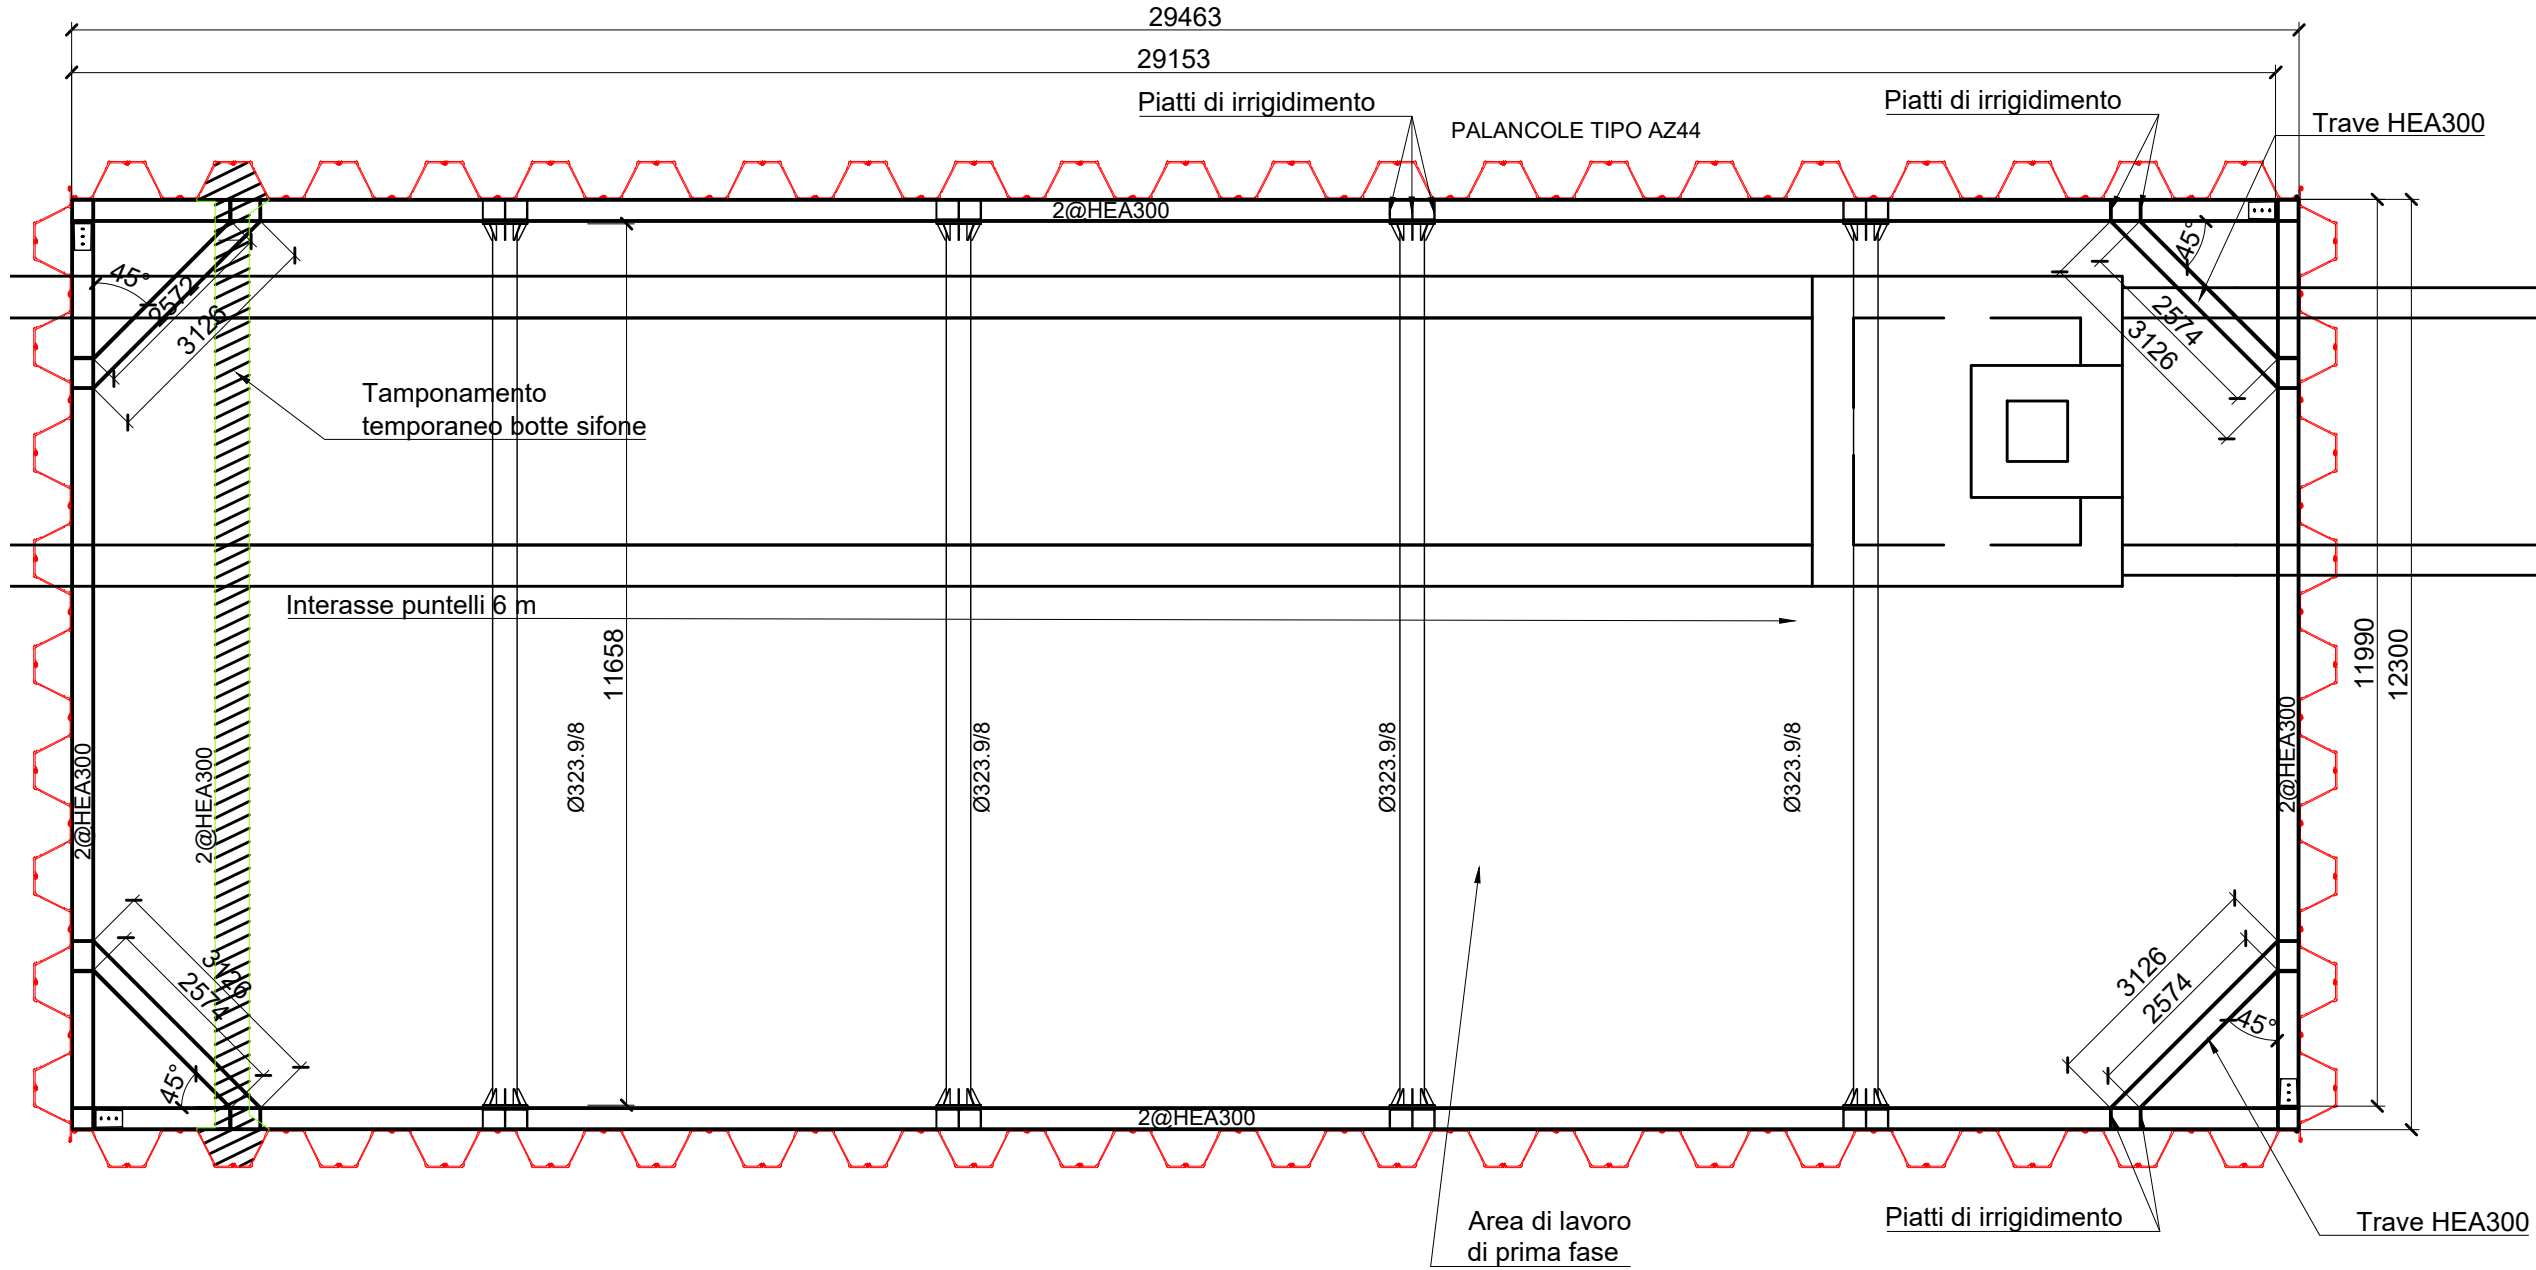 29463
29153
Piatti di irrigidimento
Piatti di irrigidimento
PALANCOLE TIPO AZ44
Trave HEA300
2@HEA300
45°
2572
3126
45°
2574
3126
Tamponamento
temporaneo botte sifone
Interasse puntelli 6 m
11658
11990
12300
2@HEA300
2@HEA300
Ø323.9/8
Ø323.9/8
Ø323.9/8
Ø323.9/8
2@HEA300
3126
2574
45°
3126
2574
45°
2@HEA300
Area di lavoro
di prima fase
Piatti di irrigidimento
Trave HEA300